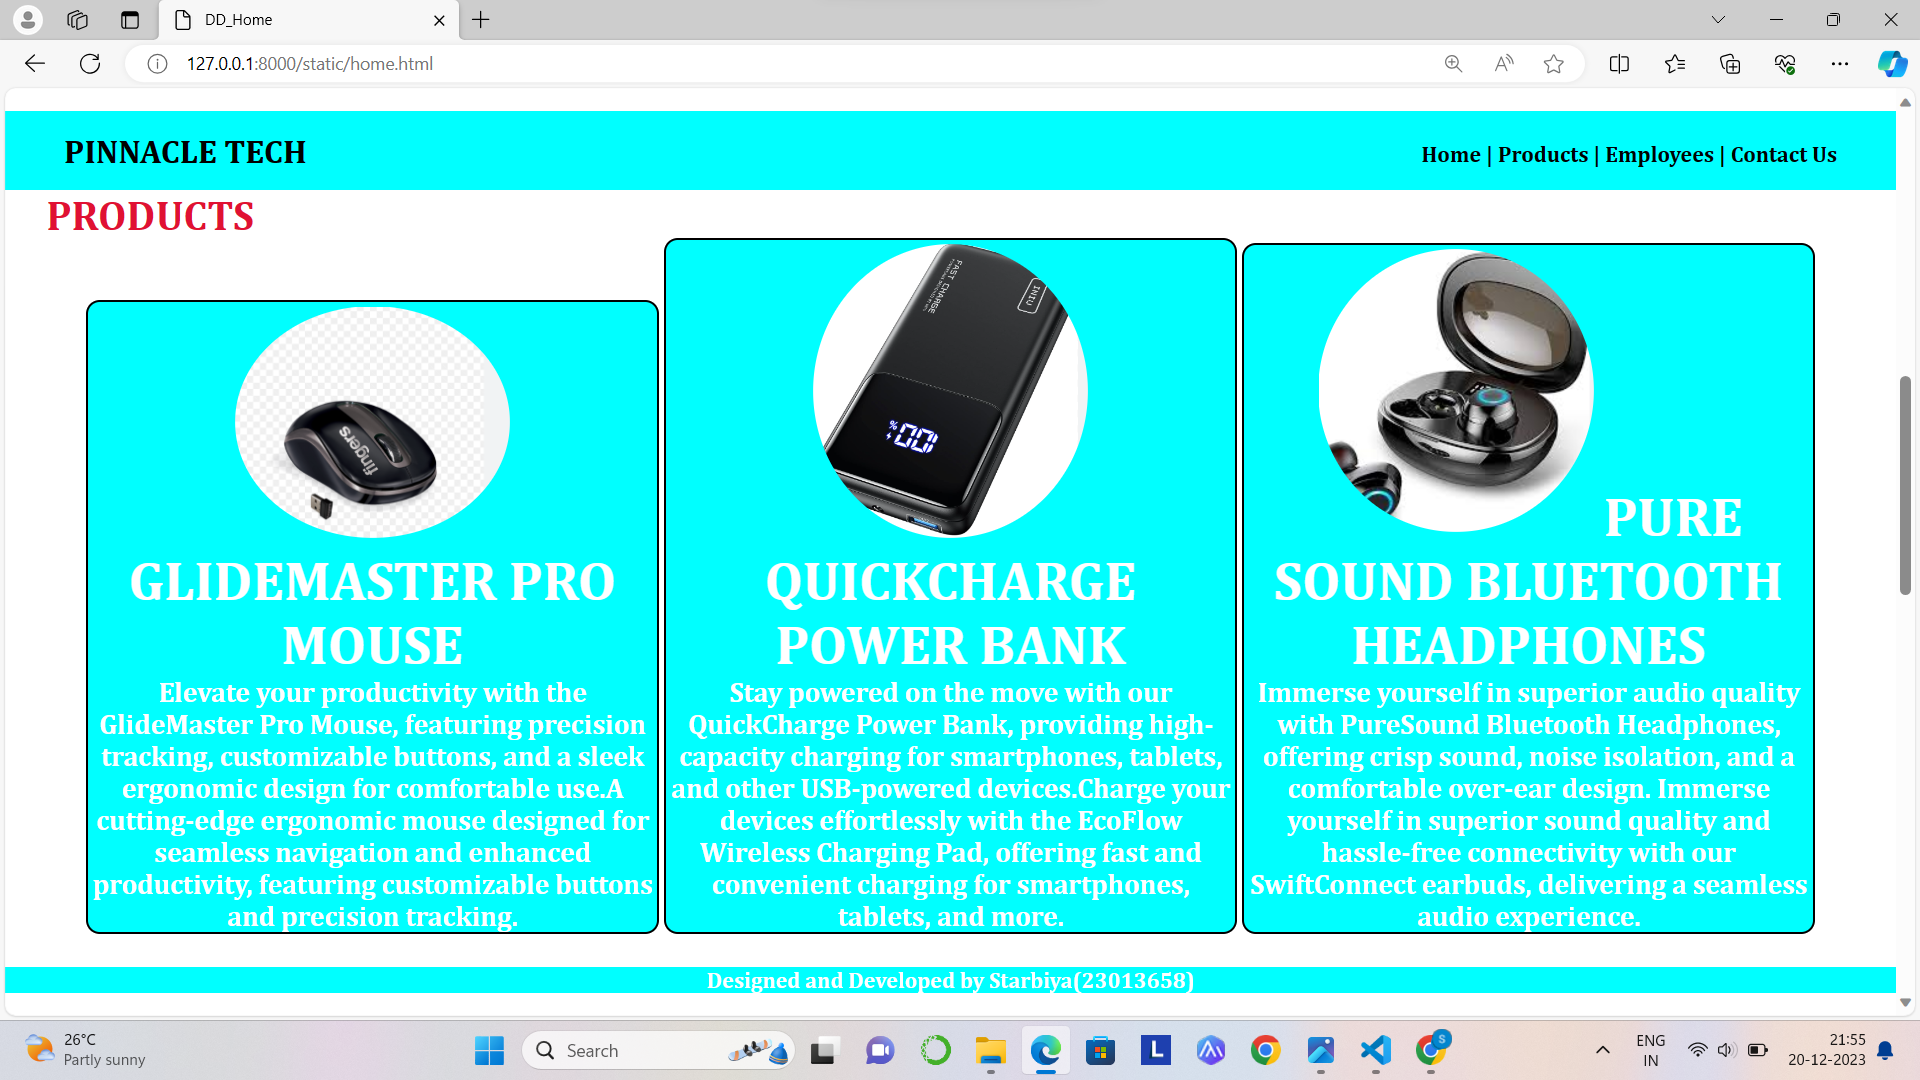 DD_Home
127.0.0.1:8000/static/home.html
PINNACLE TECH
Home | Products | Employees | Contact Us
PRODUCTS
fingers
FAST CHARGE
INIU
%
00
GLIDEMASTER PRO
MOUSE
Elevate your productivity with the
GlideMaster Pro Mouse, featuring precision
tracking, customizable buttons, and a sleek
ergonomic design for comfortable use.A
cutting-edge ergonomic mouse designed for
seamless navigation and enhanced
productivity, featuring customizable buttons
and precision tracking.
QUICKCHARGE
POWER BANK
Stay powered on the move with our
QuickCharge Power Bank, providing high-
capacity charging for smartphones, tablets,
and other USB-powered devices.Charge your
devices effortlessly with the EcoFlow
Wireless Charging Pad, offering fast and
convenient charging for smartphones,
tablets, and more.
PURE
SOUND BLUETOOTH
HEADPHONES
Immerse yourself in superior audio quality
with PureSound Bluetooth Headphones,
offering crisp sound, noise isolation, and a
comfortable over-ear design. Immerse
yourself in superior sound quality and
hassle-free connectivity with our
SwiftConnect earbuds, delivering a seamless
audio experience.
Designed and Developed by Starbiya(23013658)
26°C
Partly sunny
Search
L
S
ENG
IN
21:55
20-12-2023